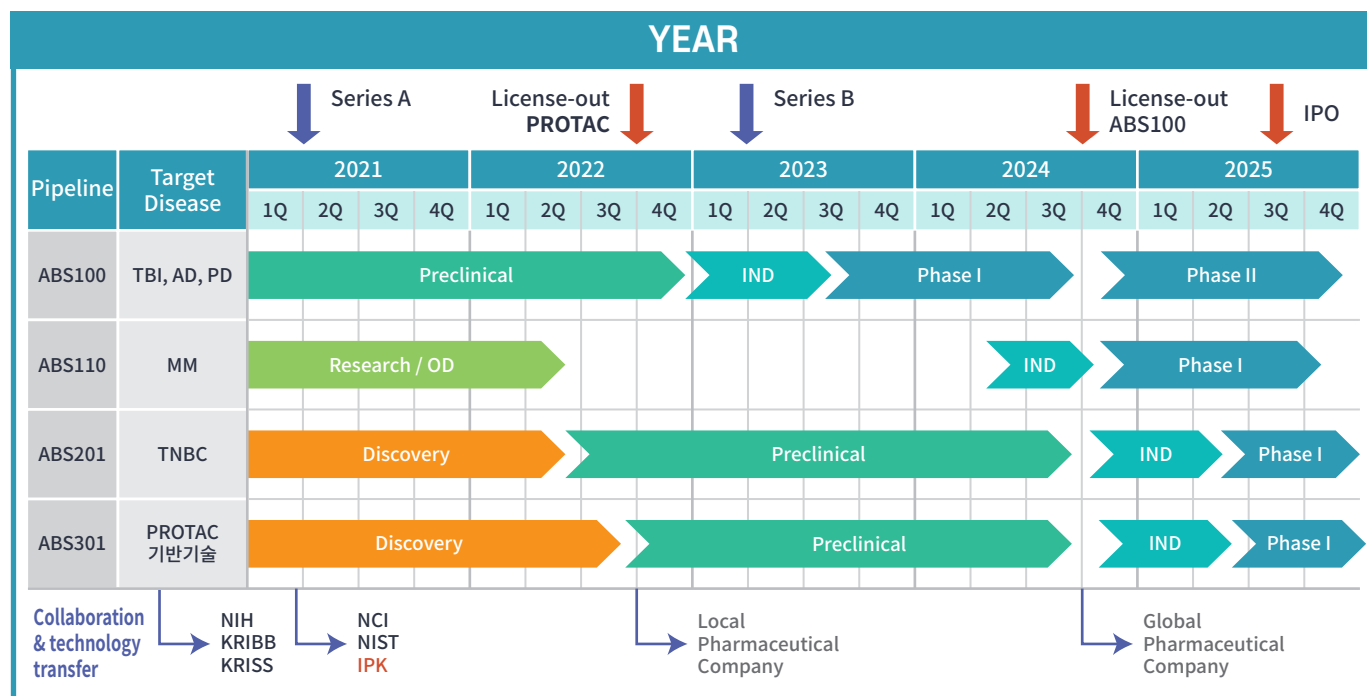 YEAR
Series A
License-out
PROTAC
Series B
License-out
ABS100
IPO
Pipeline
Target
Disease
2021
2022
2023
2024
2025
1Q 2Q 3Q 4Q 1Q 2Q 3Q 4Q 1Q 2Q 3Q 4Q 1Q 2Q 3Q 4Q 1Q 2Q 3Q 4Q
ABS100
TBI, AD, PD
Preclinical
IND
Phase I
Phase II
ABS110
MM
Research / OD
IND
Phase I
ABS201
TNBC
Discovery
Preclinical
IND
Phase I
ABS301
PROTAC
기반기술
Discovery
Preclinical
IND
Phase I
Collaboration
& technology
transfer
NIH
KRIBB
KRISS
NCI
NIST
IPK
Local
Pharmaceutical
Company
Global
Pharmaceutical
Company